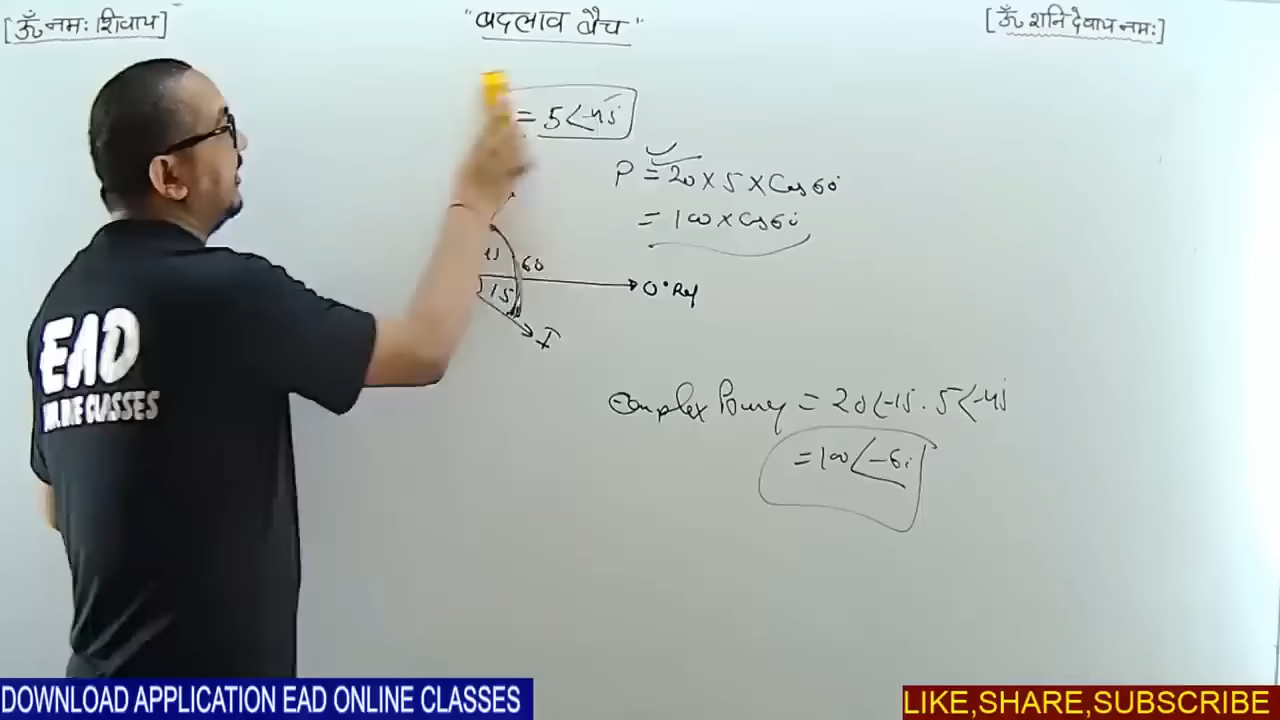 [ॐ नमः शिवाय]
"बदलाव बैच"
[ॐ शनि देवाय नमः]
= 5∠-45
P = 20 × 5 × Cos 60°
= 100 × Cos 60
60
15
0° Ref
I
Complex Power = 20∠-15 . 5∠-45
= 100∠-60
EAD
ONLINE CLASSES
DOWNLOAD APPLICATION EAD ONLINE CLASSES
LIKE,SHARE,SUBSCRIBE